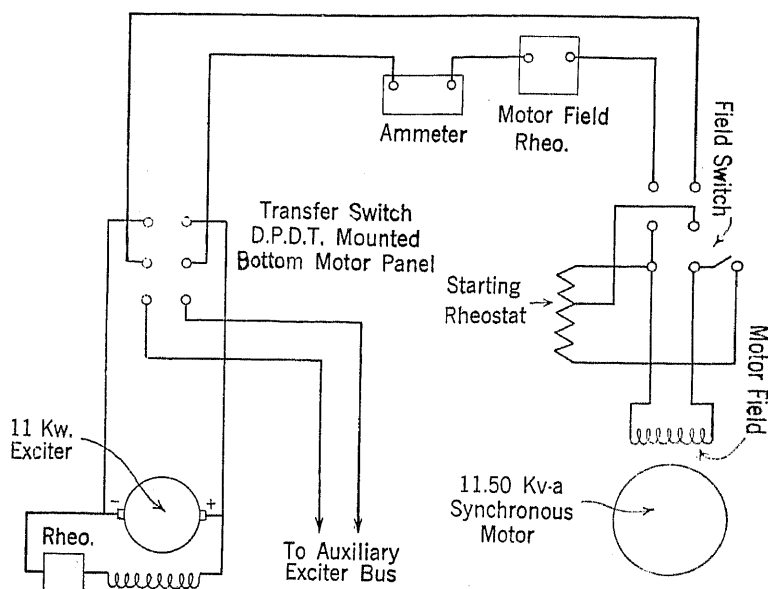 Ammeter
Motor Field
Rheo.
Field Switch
Transfer Switch
D.P.D.T. Mounted
Bottom Motor Panel
Starting
Rheostat
Motor Field
11 Kw.
Exciter
- +
Rheo.
To Auxiliary
Exciter Bus
11.50 Kv-a
Synchronous
Motor